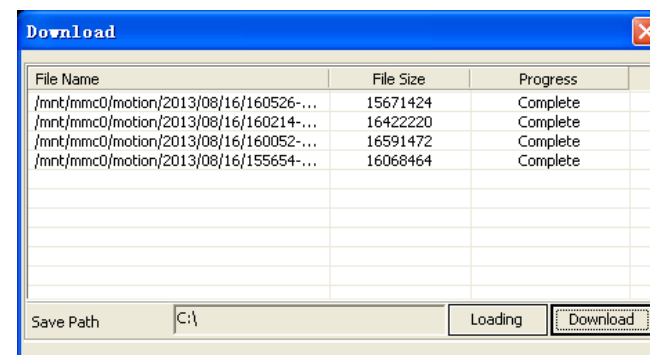 Download
File Name File Size Progress
/mnt/mmc0/motion/2013/08/16/160526-... 15671424 Complete
/mnt/mmc0/motion/2013/08/16/160214-... 16422220 Complete
/mnt/mmc0/motion/2013/08/16/160052-... 16591472 Complete
/mnt/mmc0/motion/2013/08/16/155654-... 16068464 Complete
Save Path C:\ Loading Download